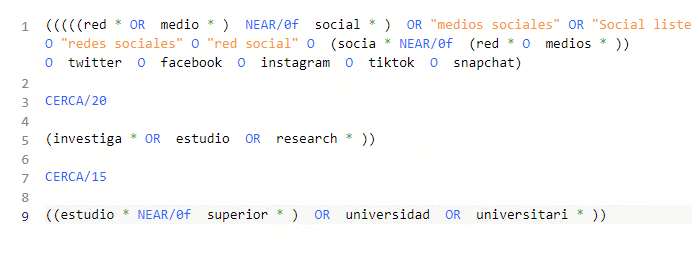 1 (((((red * OR medio * ) NEAR/0f social * ) OR "medios sociales" OR "Social liste
O "redes sociales" O "red social" O (socia * NEAR/0f (red * O medios * ))
O twitter O facebook O instagram O tiktok O snapchat)
2
3 CERCA/20
4
5 (investiga * OR estudio OR research * ))
6
7 CERCA/15
8
9 ((estudio * NEAR/0f superior * ) OR universidad OR universitari * ))